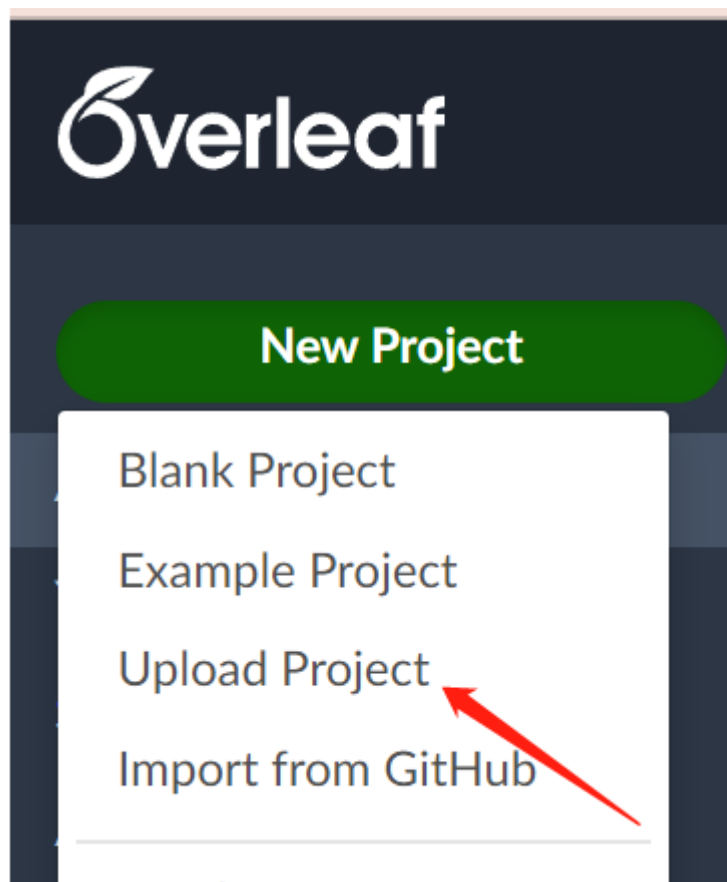 Overleaf
New Project
Blank Project
Example Project
Upload Project
Import from GitHub